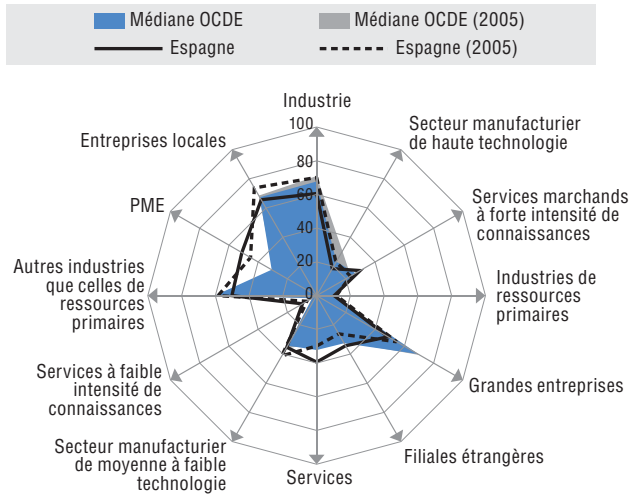 Médiane OCDE
Médiane OCDE (2005)
Espagne
Espagne (2005)
Industrie
100
80
60
40
20
0
Secteur manufacturier
de haute technologie
Services marchands
à forte intensité de
connaissances
Industries de
ressources
primaires
Grandes entreprises
Filiales étrangères
Services
Secteur manufacturier
de moyenne à faible
technologie
Services à faible
intensité de
connaissances
Autres industries
que celles de
ressources
primaires
PME
Entreprises locales